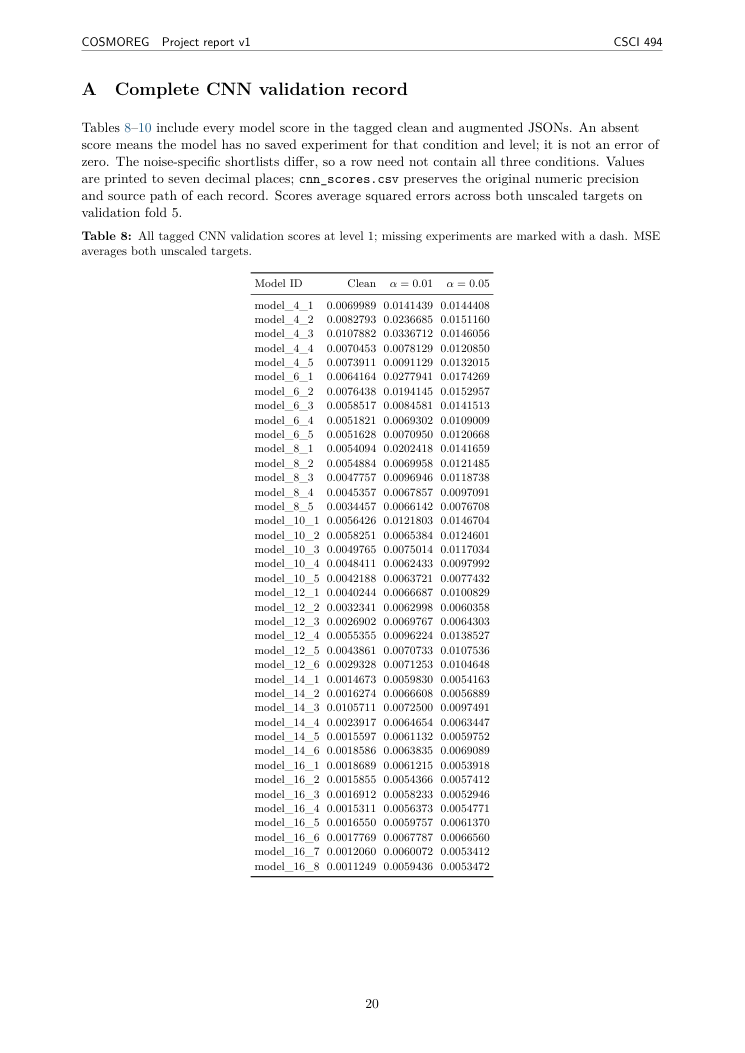 COSMOREG Project report v1 CSCI 494
A Complete CNN validation record
Tables 8–10 include every model score in the tagged clean and augmented JSONs. An absent
score means the model has no saved experiment for that condition and level; it is not an error of
zero. The noise-specific shortlists differ, so a row need not contain all three conditions. Values
are printed to seven decimal places; cnn_scores.csv preserves the original numeric precision
and source path of each record. Scores average squared errors across both unscaled targets on
validation fold 5.
Table 8: All tagged CNN validation scores at level 1; missing experiments are marked with a dash. MSE
averages both unscaled targets.
Model ID Clean α = 0.01 α = 0.05
model_4_1 0.0069989 0.0141439 0.0144408
model_4_2 0.0082793 0.0236685 0.0151160
model_4_3 0.0107882 0.0336712 0.0146056
model_4_4 0.0070453 0.0078129 0.0120850
model_4_5 0.0073911 0.0091129 0.0132015
model_6_1 0.0064164 0.0277941 0.0174269
model_6_2 0.0076438 0.0194145 0.0152957
model_6_3 0.0058517 0.0084581 0.0141513
model_6_4 0.0051821 0.0069302 0.0109009
model_6_5 0.0051628 0.0070950 0.0120668
model_8_1 0.0054094 0.0202418 0.0141659
model_8_2 0.0054884 0.0069958 0.0121485
model_8_3 0.0047757 0.0096946 0.0118738
model_8_4 0.0045357 0.0067857 0.0097091
model_8_5 0.0034457 0.0066142 0.0076708
model_10_1 0.0056426 0.0121803 0.0146704
model_10_2 0.0058251 0.0065384 0.0124601
model_10_3 0.0049765 0.0075014 0.0117034
model_10_4 0.0048411 0.0062433 0.0097992
model_10_5 0.0042188 0.0063721 0.0077432
model_12_1 0.0040244 0.0066687 0.0100829
model_12_2 0.0032341 0.0062998 0.0060358
model_12_3 0.0026902 0.0069767 0.0064303
model_12_4 0.0055355 0.0096224 0.0138527
model_12_5 0.0043861 0.0070733 0.0107536
model_12_6 0.0029328 0.0071253 0.0104648
model_14_1 0.0014673 0.0059830 0.0054163
model_14_2 0.0016274 0.0066608 0.0056889
model_14_3 0.0105711 0.0072500 0.0097491
model_14_4 0.0023917 0.0064654 0.0063447
model_14_5 0.0015597 0.0061132 0.0059752
model_14_6 0.0018586 0.0063835 0.0069089
model_16_1 0.0018689 0.0061215 0.0053918
model_16_2 0.0015855 0.0054366 0.0057412
model_16_3 0.0016912 0.0058233 0.0052946
model_16_4 0.0015311 0.0056373 0.0054771
model_16_5 0.0016550 0.0059757 0.0061370
model_16_6 0.0017769 0.0067787 0.0066560
model_16_7 0.0012060 0.0060072 0.0053412
model_16_8 0.0011249 0.0059436 0.0053472
20